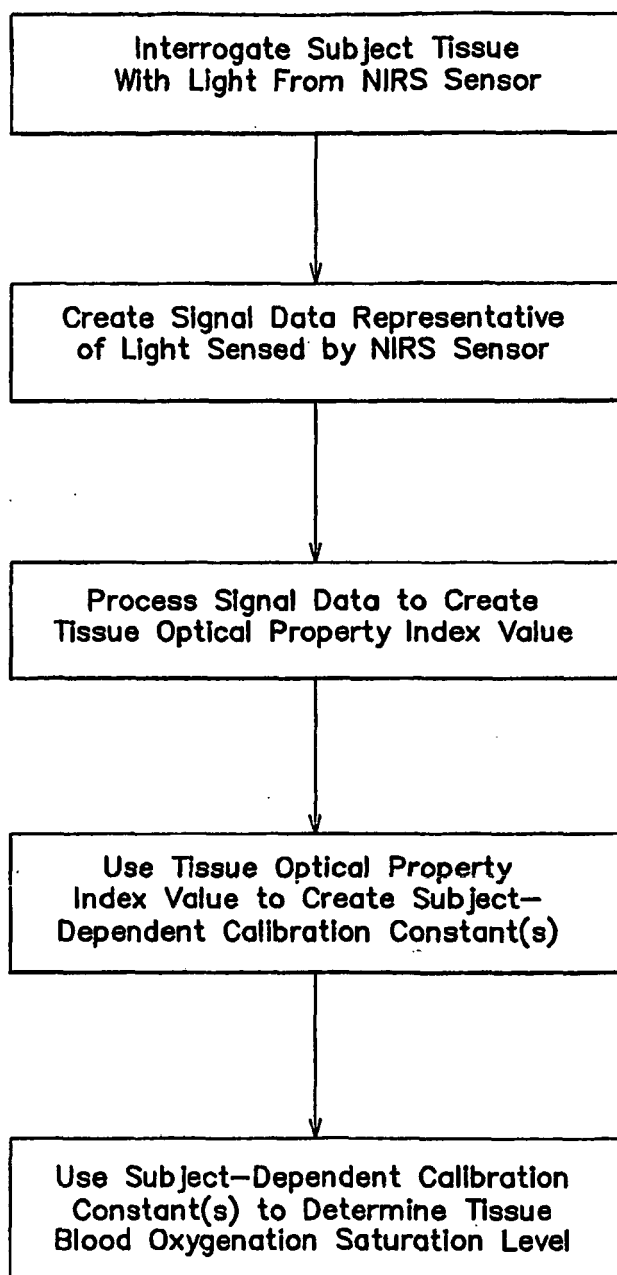 Interrogate Subject Tissue
With Light From NIRS Sensor
Create Signal Data Representative
of Light Sensed by NIRS Sensor
Process Signal Data to Create
Tissue Optical Property Index Value
Use Tissue Optical Property
Index Value to Create Subject-
Dependent Calibration Constant(s)
Use Subject-Dependent Calibration
Constant(s) to Determine Tissue
Blood Oxygenation Saturation Level